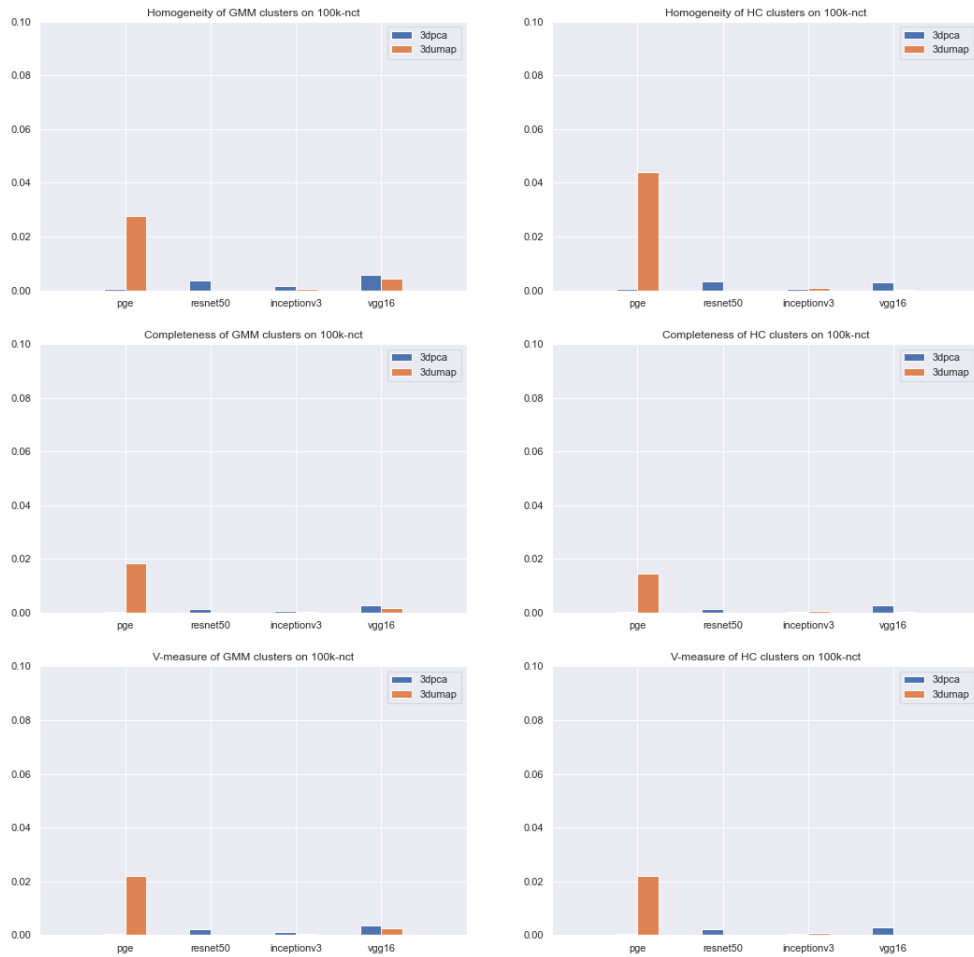 Homogeneity of GMM clusters on 100k-nct
0.10
0.08
0.06
0.04
0.02
0.00
3dpca
3dumap
pge resnet50 inceptionv3 vgg16
Homogeneity of HC clusters on 100k-nct
0.10
0.08
0.06
0.04
0.02
0.00
3dpca
3dumap
pge resnet50 inceptionv3 vgg16
Completeness of GMM clusters on 100k-nct
0.10
0.08
0.06
0.04
0.02
0.00
3dpca
3dumap
pge resnet50 inceptionv3 vgg16
Completeness of HC clusters on 100k-nct
0.10
0.08
0.06
0.04
0.02
0.00
3dpca
3dumap
pge resnet50 inceptionv3 vgg16
V-measure of GMM clusters on 100k-nct
0.10
0.08
0.06
0.04
0.02
0.00
3dpca
3dumap
pge resnet50 inceptionv3 vgg16
V-measure of HC clusters on 100k-nct
0.10
0.08
0.06
0.04
0.02
0.00
3dpca
3dumap
pge resnet50 inceptionv3 vgg16